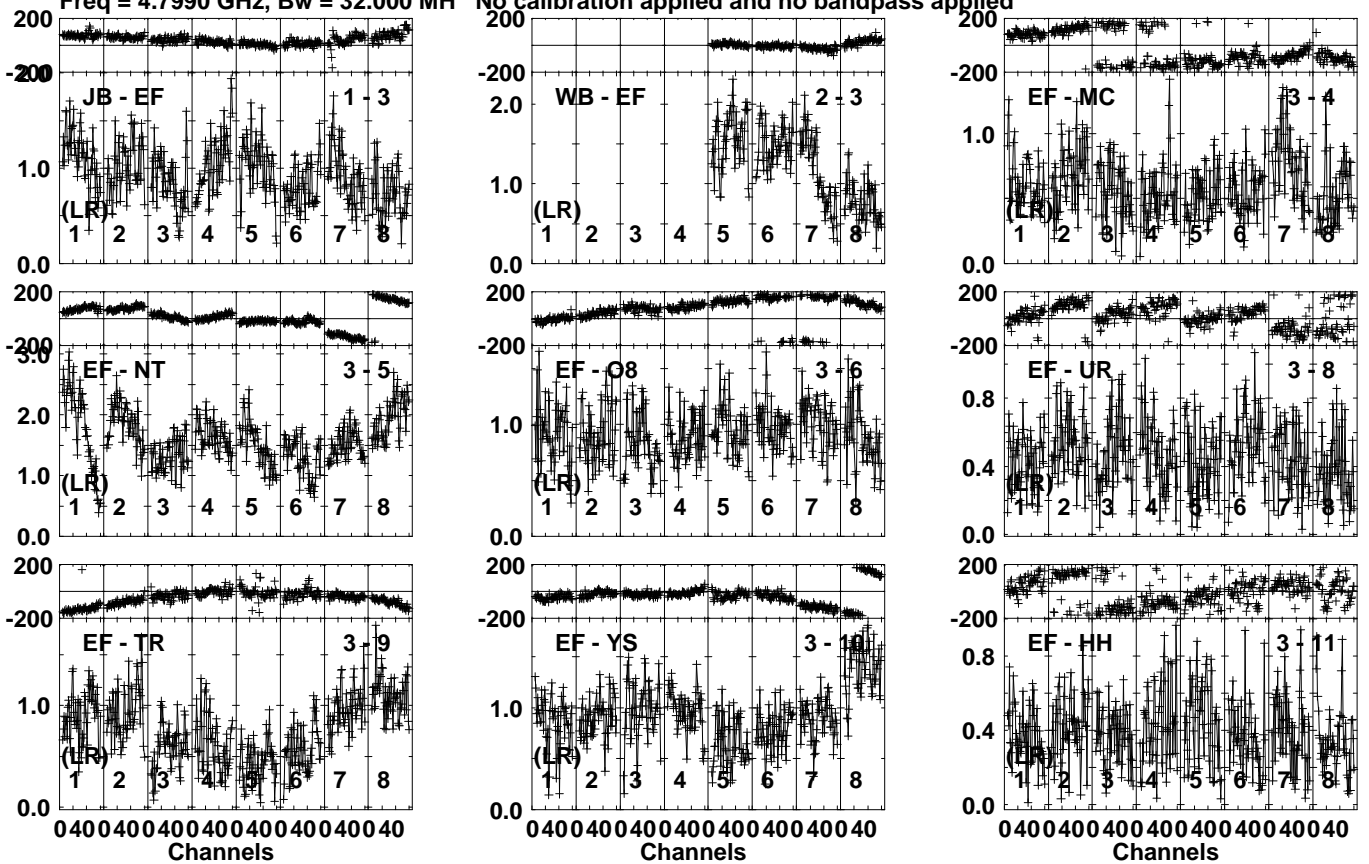 Freq = 4.7990 GHz, Bw = 32.000 MH No calibration applied and no bandpass applied
200
-200
2.0
JB - EF 1 - 3
1.0
(LR)
1 2 3 4 5 6 7 8
0.0
200
-200
WB - EF 2 - 3
2.0
1.0
(LR)
1 2 3 4 5 6 7 8
0.0
200
-200
EF - MC 3 - 4
1.0
(LR)
1 2 3 4 5 6 7 8
0.0
200
-200
3.0
EF - NT 3 - 5
2.0
1.0
(LR)
1 2 3 4 5 6 7 8
0.0
200
-200
EF - O8 3 - 6
1.0
(LR)
1 2 3 4 5 6 7 8
0.0
200
-200
EF - UR 3 - 8
0.8
0.4
(LR)
1 2 3 4 5 6 7 8
0.0
200
-200
EF - TR 3 - 9
1.0
(LR)
1 2 3 4 5 6 7 8
0.0
0 40 0 40 0 40 0 40 0 40 0 40 0 40 0 40
Channels
200
-200
EF - YS 3 - 10
1.0
(LR)
1 2 3 4 5 6 7 8
0.0
0 40 0 40 0 40 0 40 0 40 0 40 0 40 0 40
Channels
200
-200
EF - HH 3 - 11
0.8
0.4
(LR)
1 2 3 4 5 6 7 8
0.0
0 40 0 40 0 40 0 40 0 40 0 40 0 40 0 40
Channels